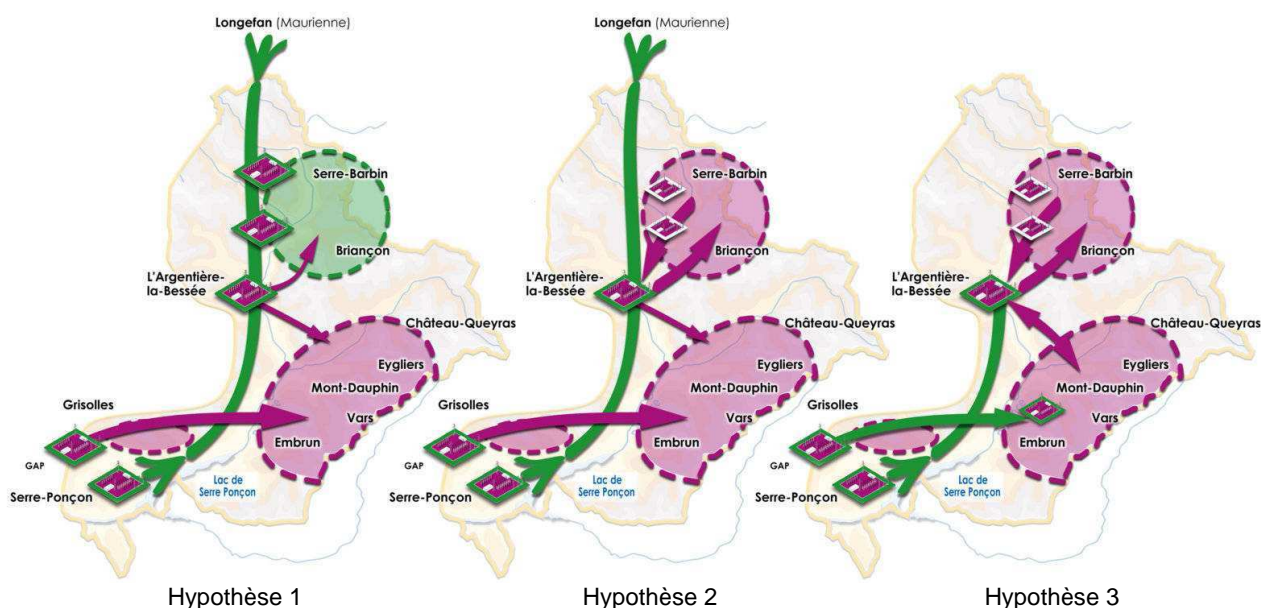 Longefan (Maurienne)
Serre-Barbin
Briançon
L'Argentière-
la-Bessée
Château-Queyras
Eygliers
Mont-Dauphin
Grisolles
Vars
Embrun
GAP
Serre-Ponçon
Lac de
Serre Ponçon
Hypothèse 1
Longefan (Maurienne)
Serre-Barbin
Briançon
L'Argentière-
la-Bessée
Château-Queyras
Eygliers
Mont-Dauphin
Grisolles
Vars
Embrun
GAP
Serre-Ponçon
Lac de
Serre Ponçon
Hypothèse 2
Serre-Barbin
Briançon
L'Argentière-
la-Bessée
Château-Queyras
Eygliers
Mont-Dauphin
Grisolles
Vars
Embrun
GAP
Serre-Ponçon
Lac de
Serre Ponçon
Hypothèse 3